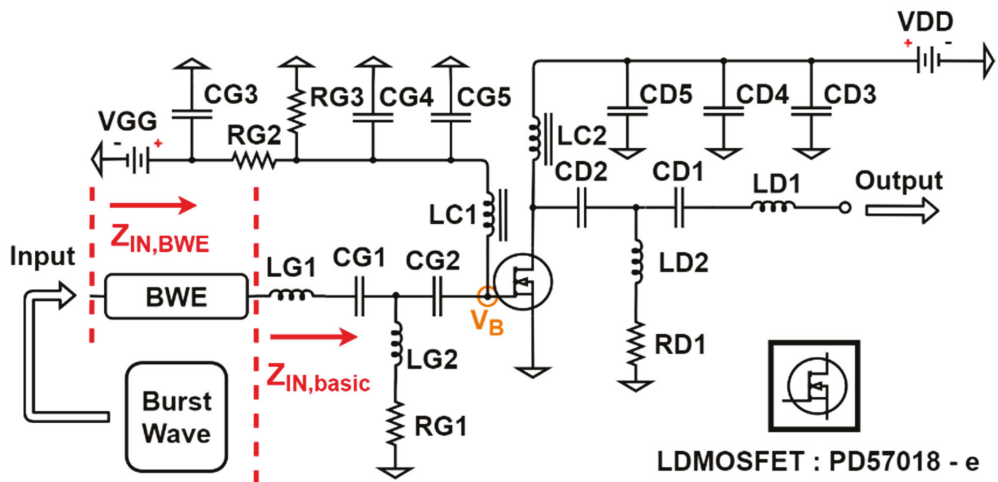 VDD
+ -
CG3
RG3
CG4
CG5
CD5
CD4
CD3
VGG
- +
RG2
LC2
CD2
CD1
LD1
Output
LC1
ZIN,BWE
Input
LG1
CG1
CG2
LD2
BWE
VB
LG2
RD1
ZIN,basic
Burst
Wave
RG1
LDMOSFET : PD57018 - e